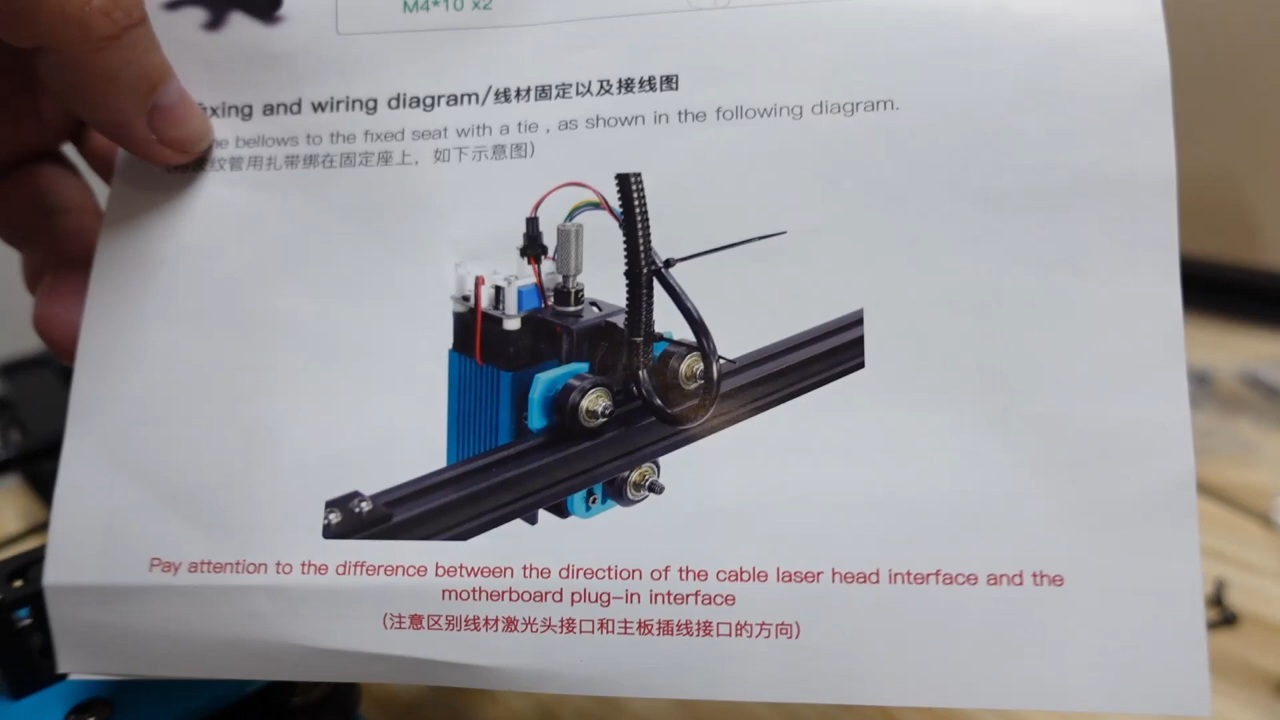 M4*10 x2
xing and wiring diagram/线材固定以及接线图
bellows to the fixed seat with a tie , as shown in the following diagram.
纹管用扎带绑在固定座上，如下示意图)
Pay attention to the difference between the direction of the cable laser head interface and the
motherboard plug-in interface
(注意区别线材激光头接口和主板插线接口的方向)